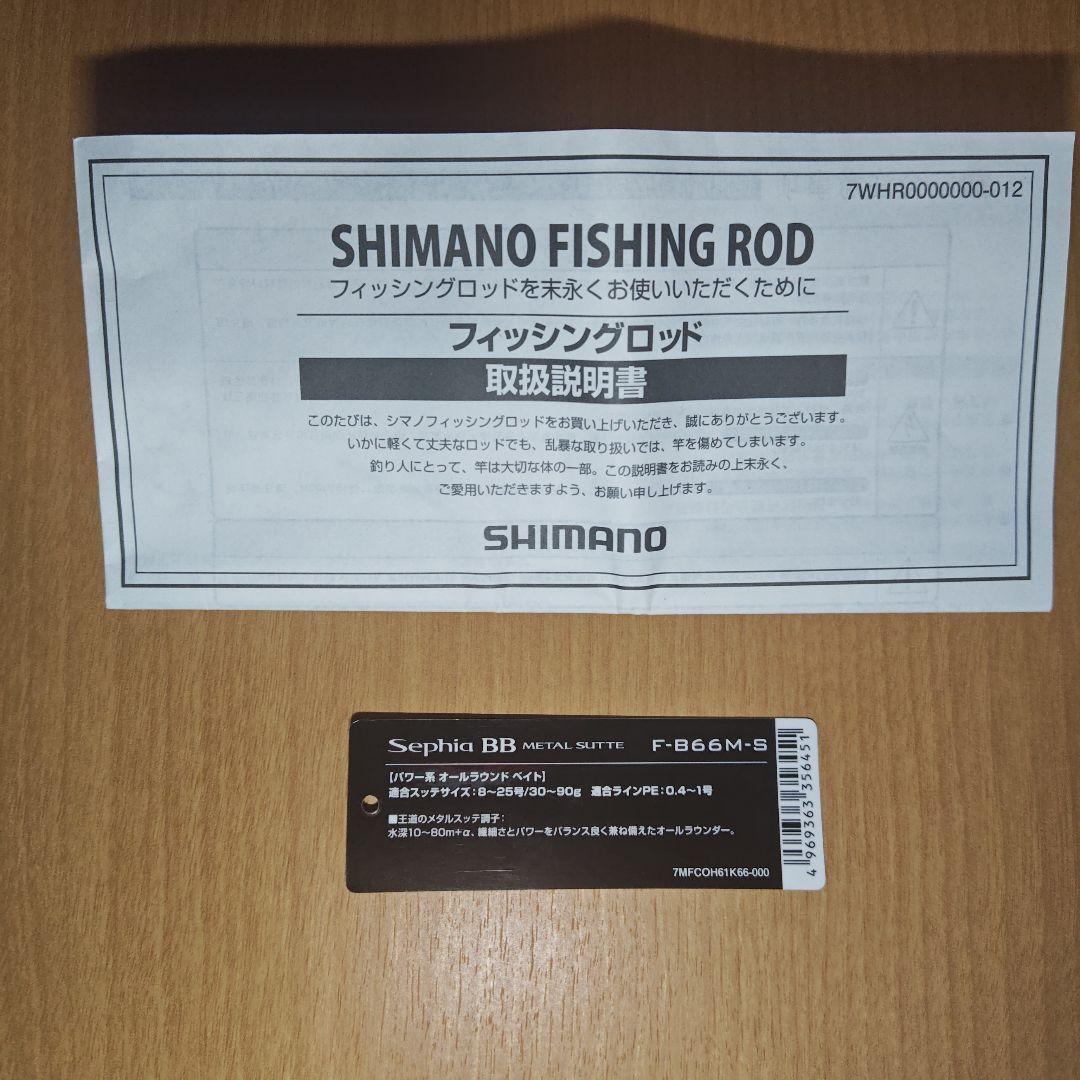 7WHR0000000-012
SHIMANO FISHING ROD
フィッシングロッドを末永くお使いいただくために
フィッシングロッド
取扱説明書
このたびは、シマノフィッシングロッドをお買い上げいただき、誠にありがとうございます。
いかに軽くて丈夫なロッドでも、乱暴な取り扱いでは、竿を傷めてしまいます。
釣り人にとって、竿は大切な体の一部。この説明書をお読みの上末永く、
ご愛用いただきますよう、お願い申し上げます。
SHIMANO
Sephia BB METAL SUTTE F-B66M-S
[パワー系 オールラウンド ベイト]
適合スッテサイズ:8〜25号/30〜90g 適合ラインPE:0.4〜1号
■王道のメタルスッテ調子:
水深10〜80m+α、繊細さとパワーをバランス良く兼ね備えたオールラウンダー。
7MFCOH61K66-000
4 969363 356451